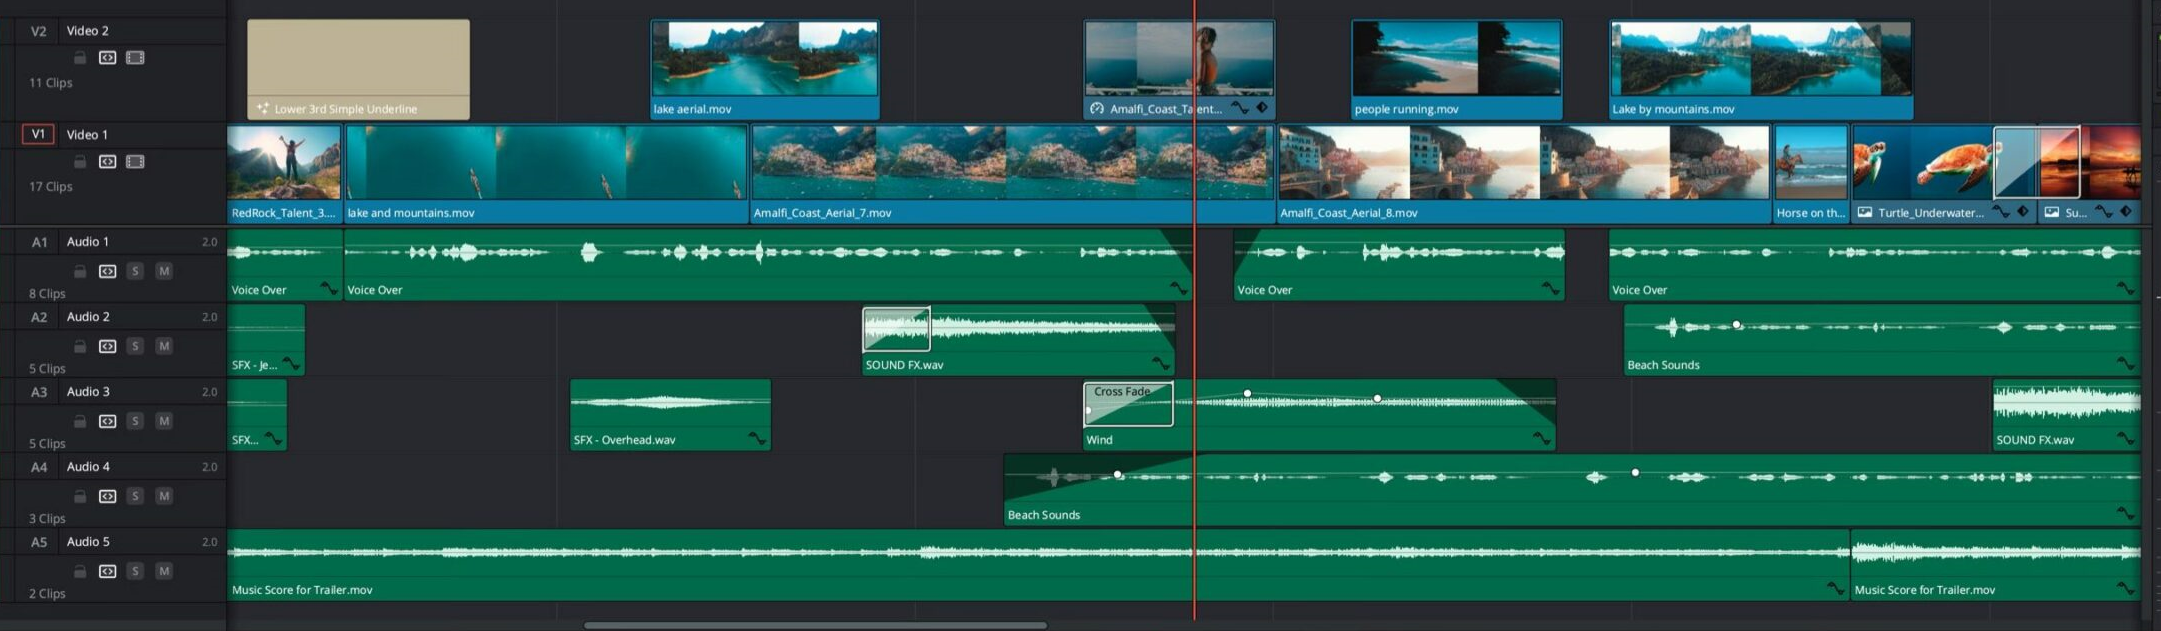 V2 Video 2
11 Clips
Lower 3rd Simple Underline
lake aerial.mov
Amalfi_Coast_Talent...
people running.mov
Lake by mountains.mov
V1 Video 1
17 Clips
RedRock_Talent_3....
lake and mountains.mov
Amalfi_Coast_Aerial_7.mov
Amalfi_Coast_Aerial_8.mov
Horse on th...
Turtle_Underwater...
Su...
A1 Audio 1 2.0
S M
8 Clips
Voice Over
Voice Over
Voice Over
Voice Over
A2 Audio 2 2.0
S M
5 Clips
SFX - Je...
SOUND FX.wav
Beach Sounds
A3 Audio 3 2.0
S M
5 Clips
SFX...
SFX - Overhead.wav
Cross Fade
Wind
SOUND FX.wav
A4 Audio 4 2.0
S M
3 Clips
Beach Sounds
A5 Audio 5 2.0
S M
2 Clips
Music Score for Trailer.mov
Music Score for Trailer.mov